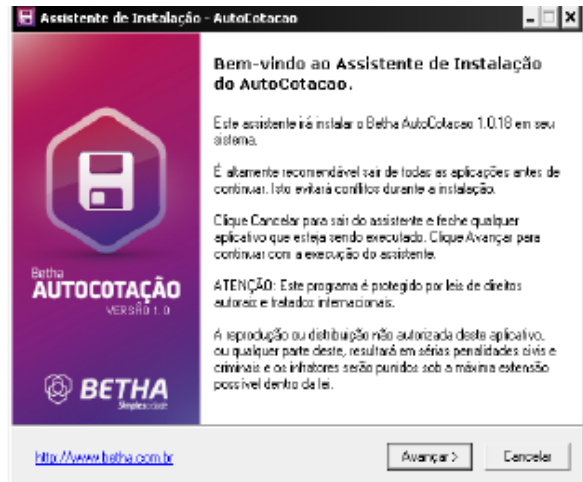 Assistente de Instalação - AutoCotacao
Bem-vindo ao Assistente de Instalação
do AutoCotacao.
Este assistente irá instalar o Betha AutoCotacao 1.0.18 em seu
sistema.
É altamente recomendável sair de todas as aplicações antes de
continuar. Isto evitará conflitos durante a instalação.
Clique Cancelar para sair do assistente e feche qualquer
aplicativo que esteja sendo executado. Clique Avançar para
continuar com a execução do assistente.
ATENÇÃO: Este programa é protegido por leis de direitos
autorais e tratados internacionais.
A reprodução ou distribuição não autorizada deste aplicativo,
ou qualquer parte deste, resultará em sérias penalidades civis e
criminais e os infratores serão punidos sob a máxima extensão
possível dentro da lei.
Betha
AUTOCOTAÇÃO
VERSÃO 1.0
BETHA
Simplescidade
http://www.betha.com.br
Avançar >
Cancelar